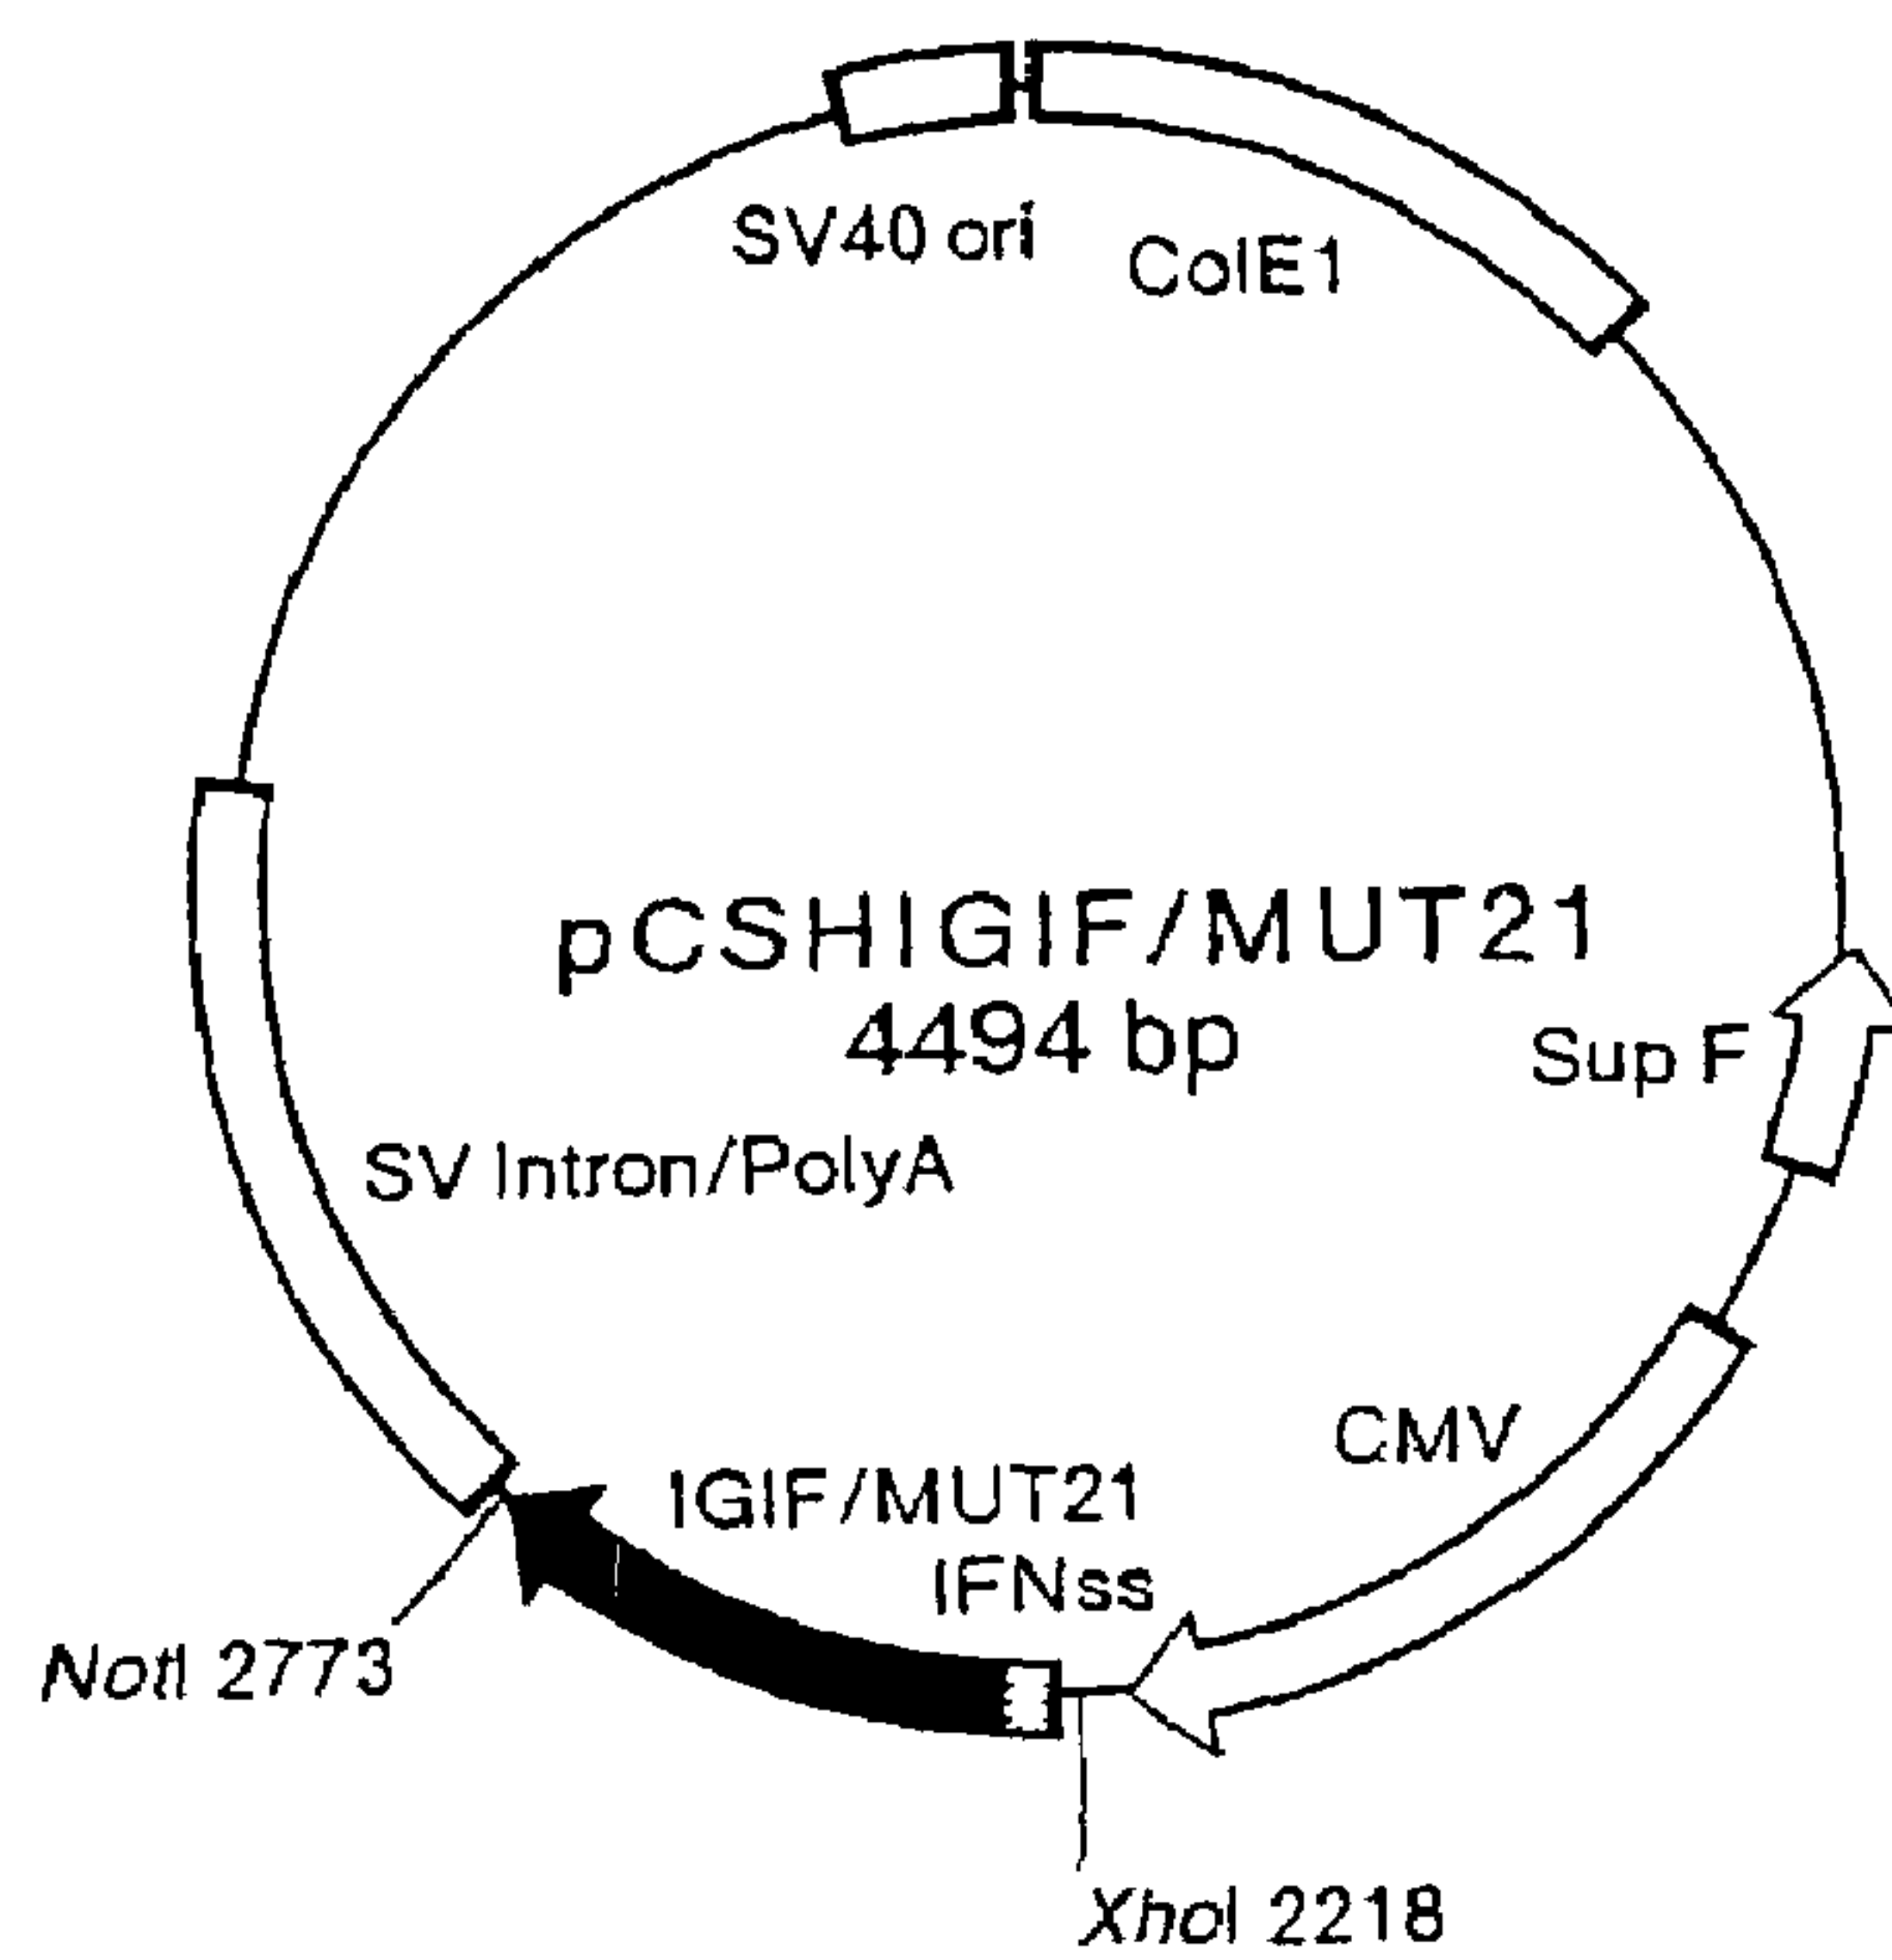 SV40 ori
ColE1
pCSHIGIF/MUT21
4494 bp
Sup F
SV Intron/PolyA
CMV
IGIF/MUT21
IFNss
NotI 2773
XhoI 2218